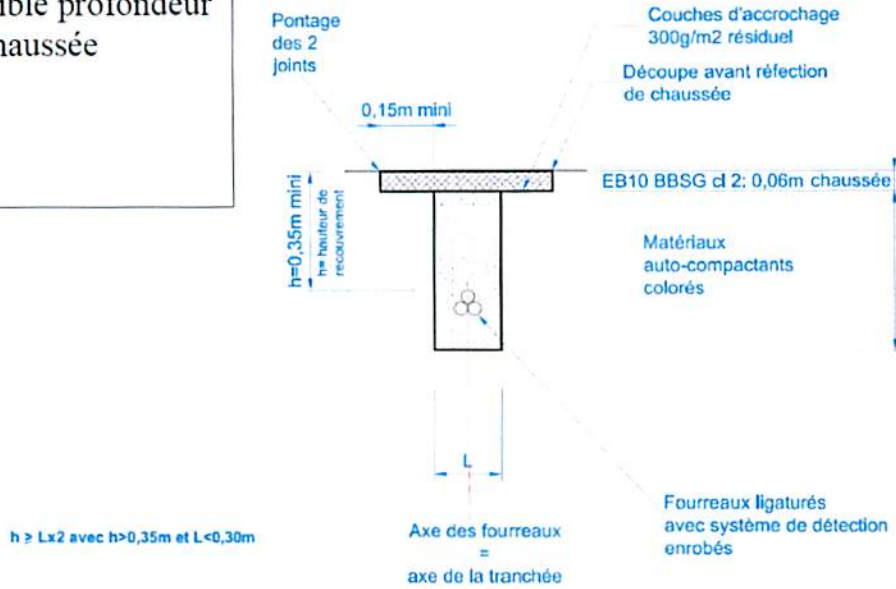 ible profondeur
haussée
Pontage
des 2
joints
Couches d'accrochage
300g/m2 résiduel
Découpe avant réfection
de chaussée
0,15m mini
h=0,35m mini
h= hauteur de
recouvrement
EB10 BBSG cl 2: 0,06m chaussée
Matériaux
auto-compactants
colorés
L
h ≥ Lx2 avec h>0,35m et L<0,30m
Axe des fourreaux
=
axe de la tranchée
Fourreaux ligaturés
avec système de détection
enrobés